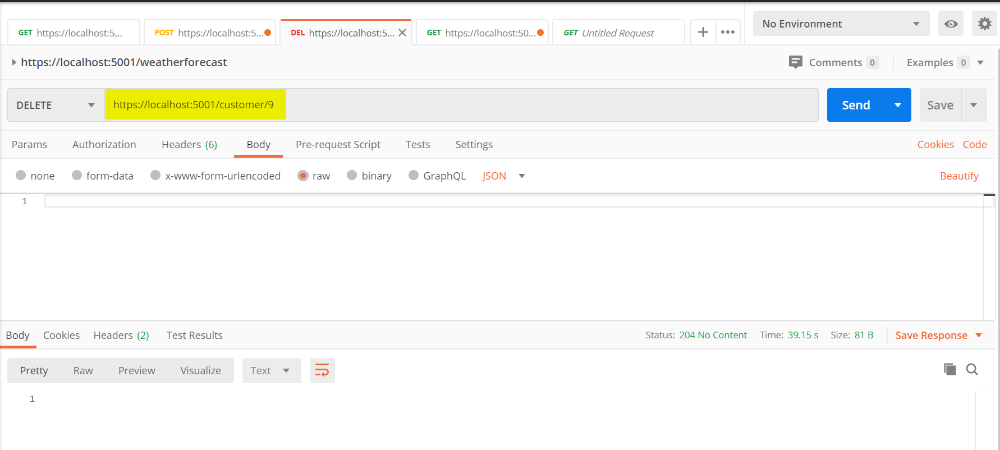 GET https://localhost:5... POST https://localhost:5... DEL https://localhost:5... GET https://localhost:50... GET Untitled Request No Environment
https://localhost:5001/weatherforecast Comments 0 Examples 0
DELETE https://localhost:5001/customer/9 Send Save
Params Authorization Headers (6) Body Pre-request Script Tests Settings Cookies Code
none form-data x-www-form-urlencoded raw binary GraphQL JSON Beautify
1
Body Cookies Headers (2) Test Results Status: 204 No Content Time: 39.15 s Size: 81 B Save Response
Pretty Raw Preview Visualize Text
1